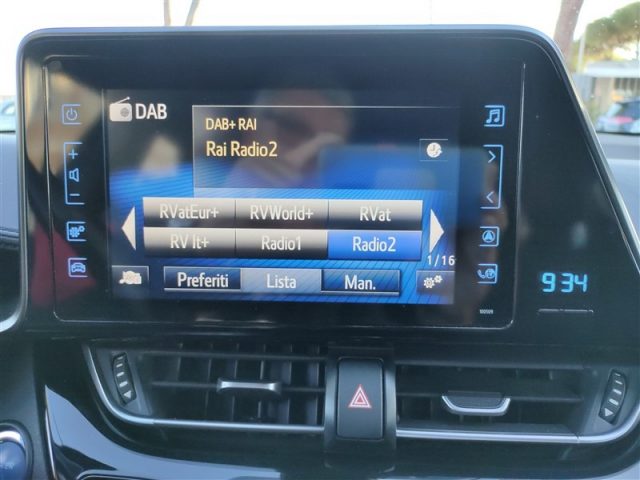 DAB
DAB+ RAI
Rai Radio2
RVatEur+ RVWorld+ RVat
RV It+ Radio1 Radio2
1/16
Preferiti Lista Man.
9:34
100109